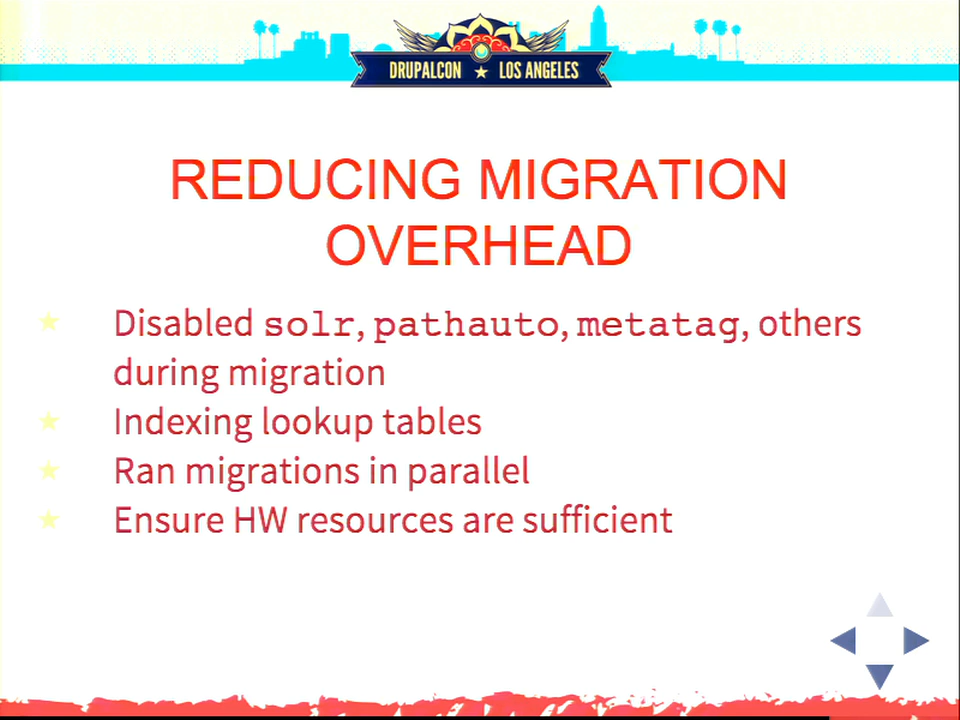 DRUPALCON ★ LOS ANGELES
REDUCING MIGRATION
OVERHEAD
★ Disabled solr, pathauto, metatag, others
during migration
★ Indexing lookup tables
★ Ran migrations in parallel
★ Ensure HW resources are sufficient